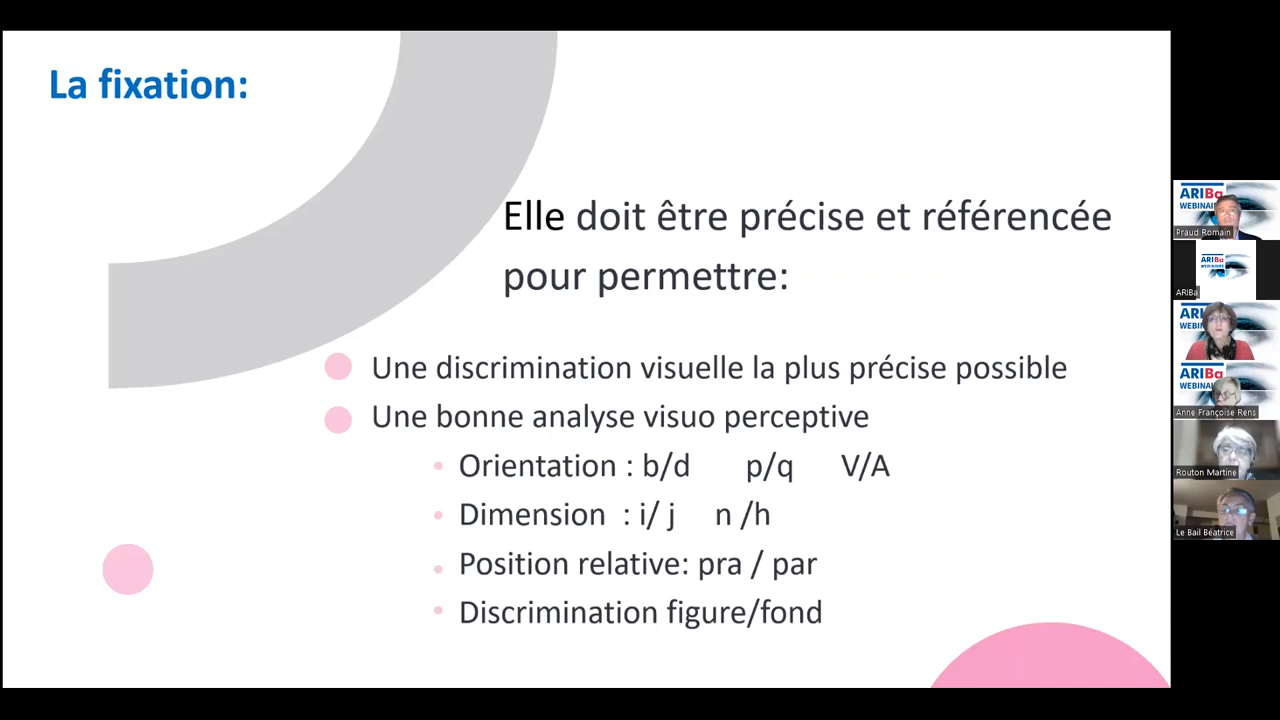 La fixation:
Elle doit être précise et référencée
pour permettre:
Une discrimination visuelle la plus précise possible
Une bonne analyse visuo perceptive
Orientation : b/d p/q V/A
Dimension : i/ j n /h
Position relative: pra / par
Discrimination figure/fond
ARIBa
WEBINAI
Praud Romain
ARIBa
ARIBa
ARI
WEBIN
ARIBa
WEBINAI
Anne Françoise Rens
Routon Martine
Le Bail Béatrice